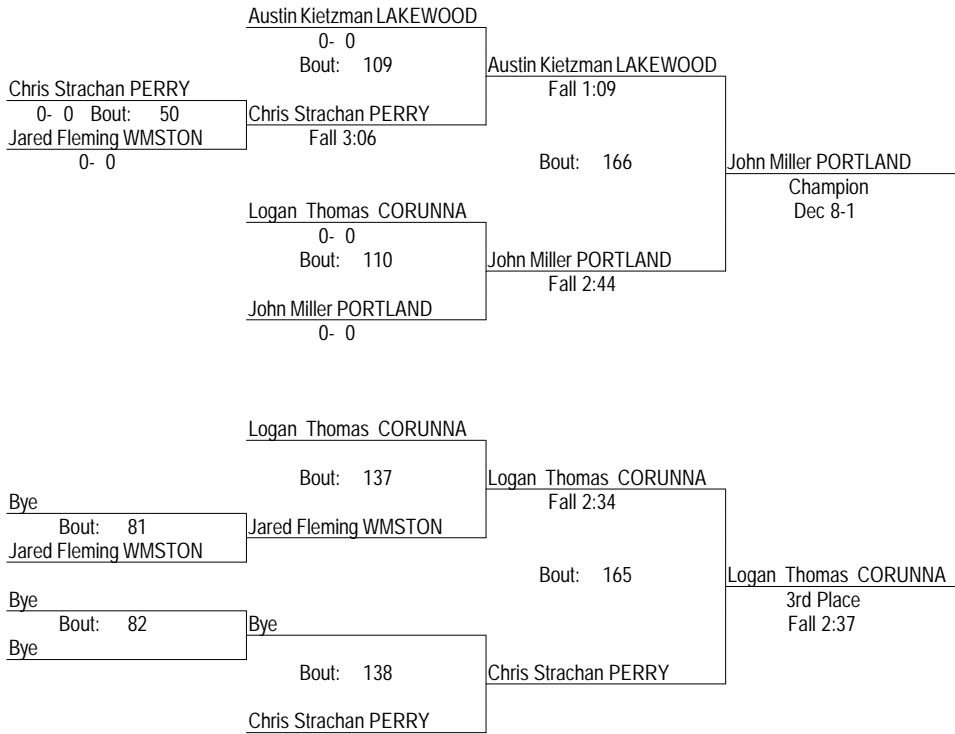 Austin Kietzman LAKEWOOD
0- 0
Bout: 109
Austin Kietzman LAKEWOOD
Fall 1:09
Chris Strachan PERRY
0- 0 Bout: 50
Chris Strachan PERRY
Fall 3:06
Jared Fleming WMSTON
0- 0
Bout: 166
John Miller PORTLAND
Champion
Dec 8-1
Logan Thomas CORUNNA
0- 0
Bout: 110
John Miller PORTLAND
Fall 2:44
John Miller PORTLAND
0- 0
Logan Thomas CORUNNA
Bout: 137
Logan Thomas CORUNNA
Fall 2:34
Bye
Bout: 81
Jared Fleming WMSTON
Jared Fleming WMSTON
Bout: 165
Logan Thomas CORUNNA
3rd Place
Fall 2:37
Bye
Bout: 82
Bye
Bye
Bout: 138
Chris Strachan PERRY
Chris Strachan PERRY